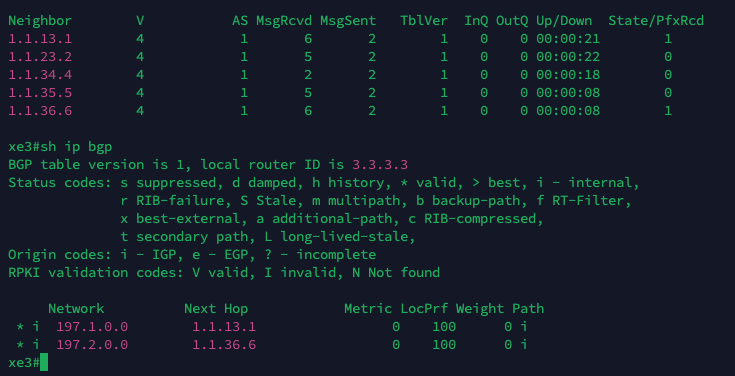 Neighbor        V           AS MsgRcvd MsgSent   TblVer  InQ OutQ Up/Down  State/PfxRcd
1.1.13.1        4            1       6       2        1    0    0 00:00:21        1
1.1.23.2        4            1       5       2        1    0    0 00:00:22        0
1.1.34.4        4            1       2       2        1    0    0 00:00:18        0
1.1.35.5        4            1       5       2        1    0    0 00:00:08        0
1.1.36.6        4            1       6       2        1    0    0 00:00:08        1
xe3#sh ip bgp
BGP table version is 1, local router ID is 3.3.3.3
Status codes: s suppressed, d damped, h history, * valid, > best, i - internal,
              r RIB-failure, S Stale, m multipath, b backup-path, f RT-Filter,
              x best-external, a additional-path, c RIB-compressed,
              t secondary path, L long-lived-stale,
Origin codes: i - IGP, e - EGP, ? - incomplete
RPKI validation codes: V valid, I invalid, N Not found
     Network          Next Hop            Metric LocPrf Weight Path
 * i  197.1.0.0        1.1.13.1                 0    100      0 i
 * i  197.2.0.0        1.1.36.6                 0    100      0 i
xe3#